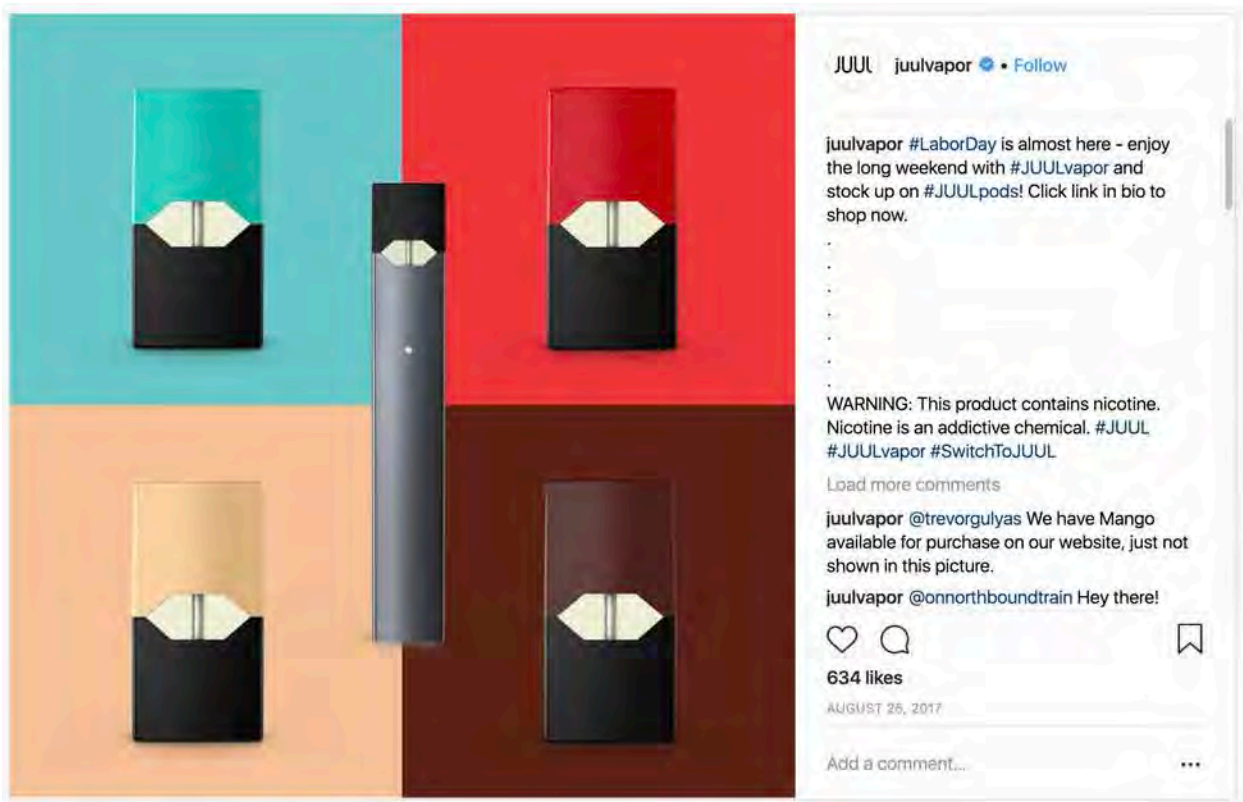 JUUL juulvapor • Follow
juulvapor #LaborDay is almost here - enjoy
the long weekend with #JUULvapor and
stock up on #JUULpods! Click link in bio to
shop now.
.
.
.
.
.
.
.
WARNING: This product contains nicotine.
Nicotine is an addictive chemical. #JUUL
#JUULvapor #SwitchToJUUL
Load more comments
juulvapor @trevorgulyas We have Mango
available for purchase on our website, just not
shown in this picture.
juulvapor @onnorthboundtrain Hey there!
634 likes
AUGUST 26, 2017
Add a comment...